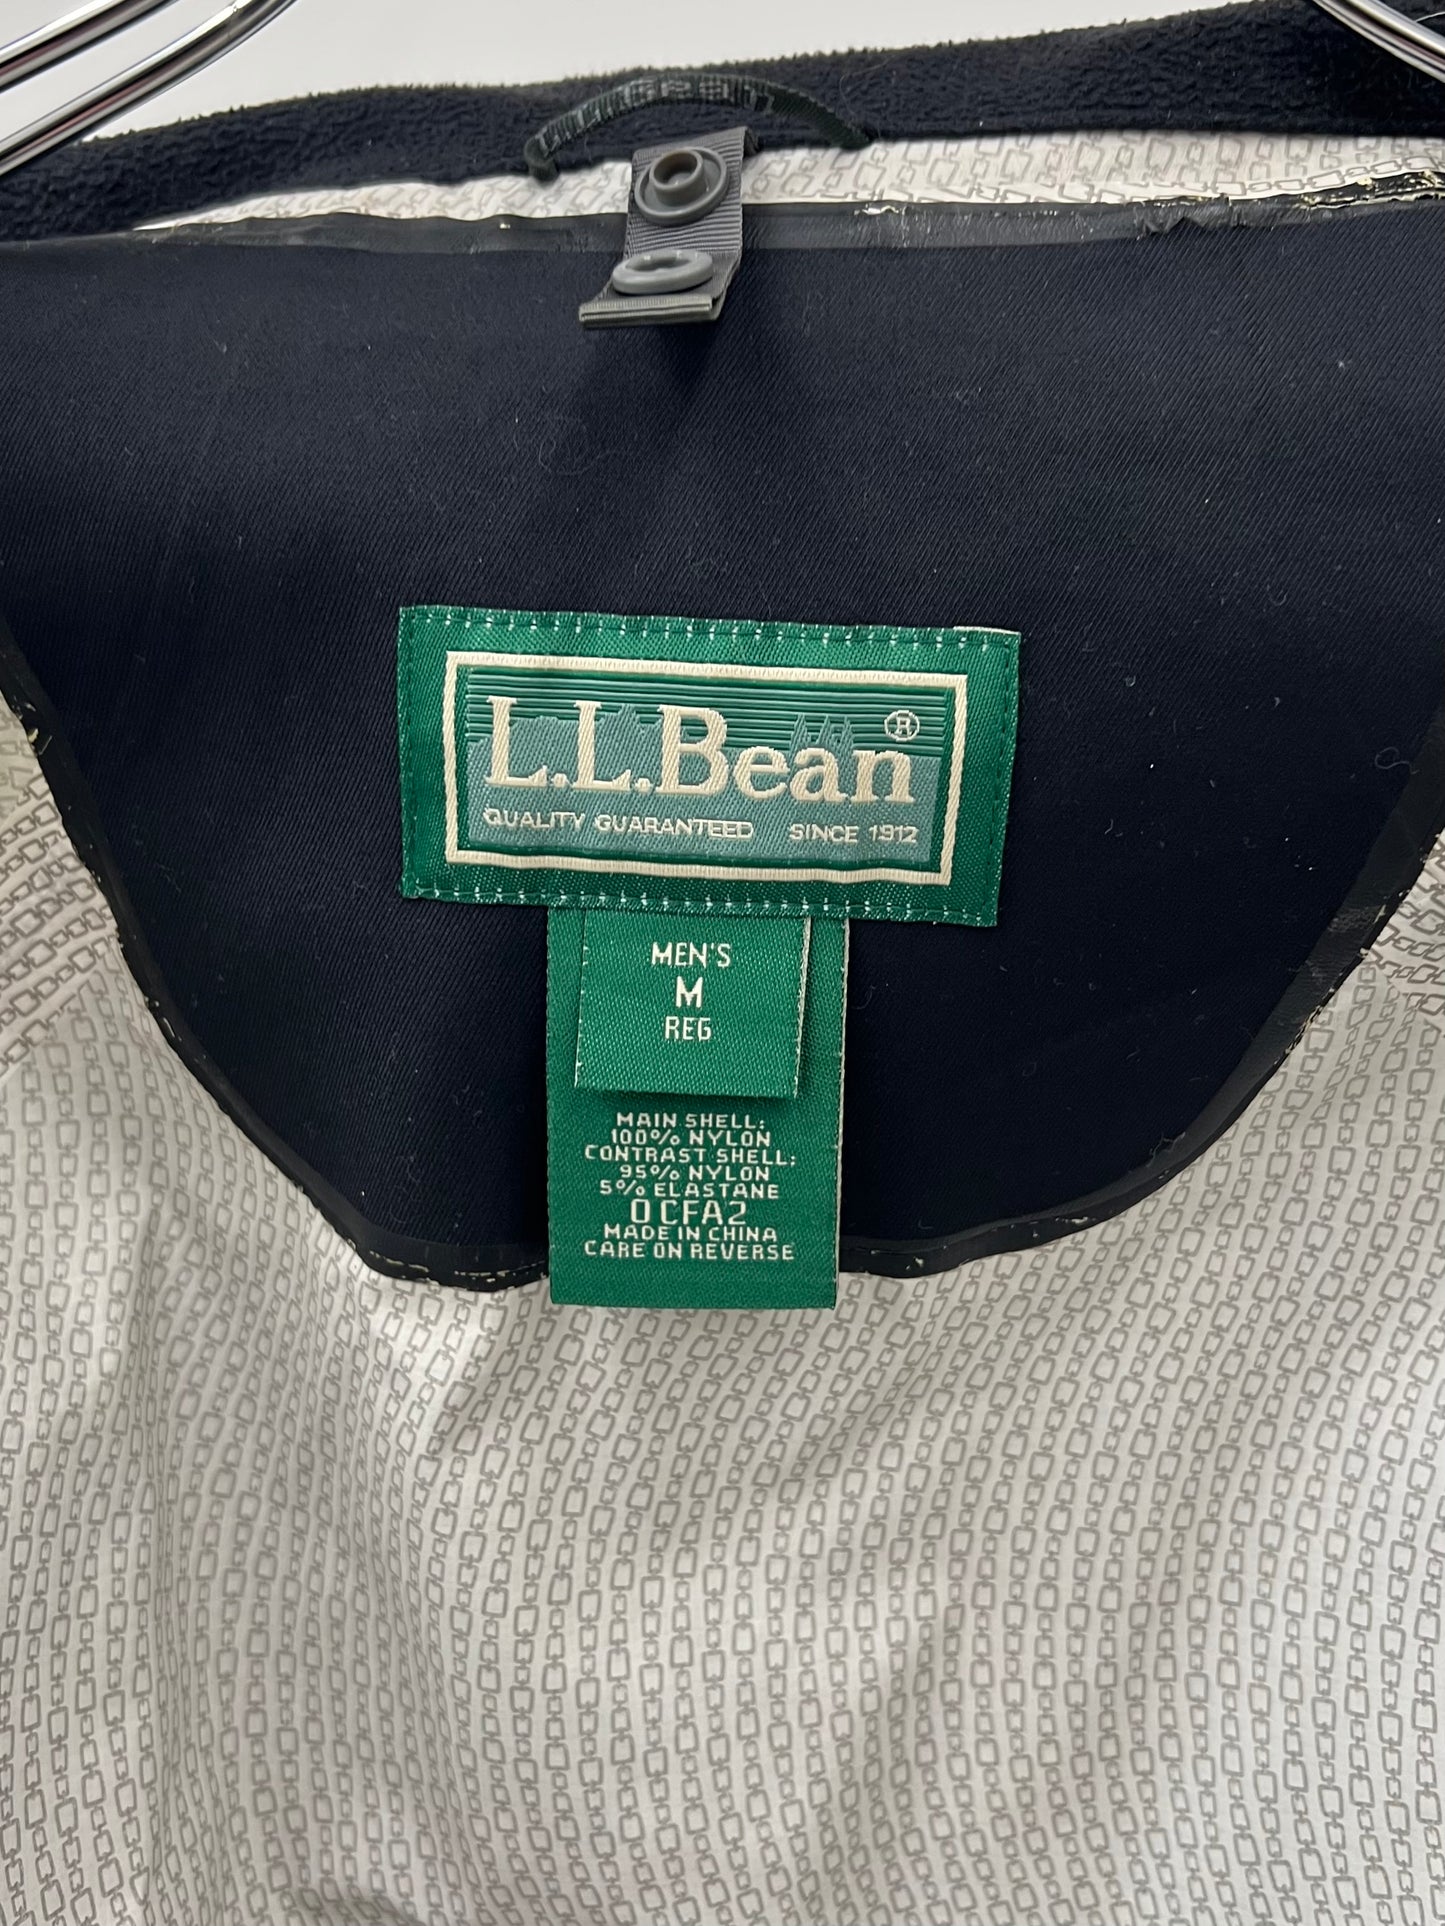 L.L.Bean®
QUALITY GUARANTEED SINCE 1912
MEN'S
M
REG
MAIN SHELL:
100% NYLON
CONTRAST SHELL:
95% NYLON
5% ELASTANE
0CFA2
MADE IN CHINA
CARE ON REVERSE